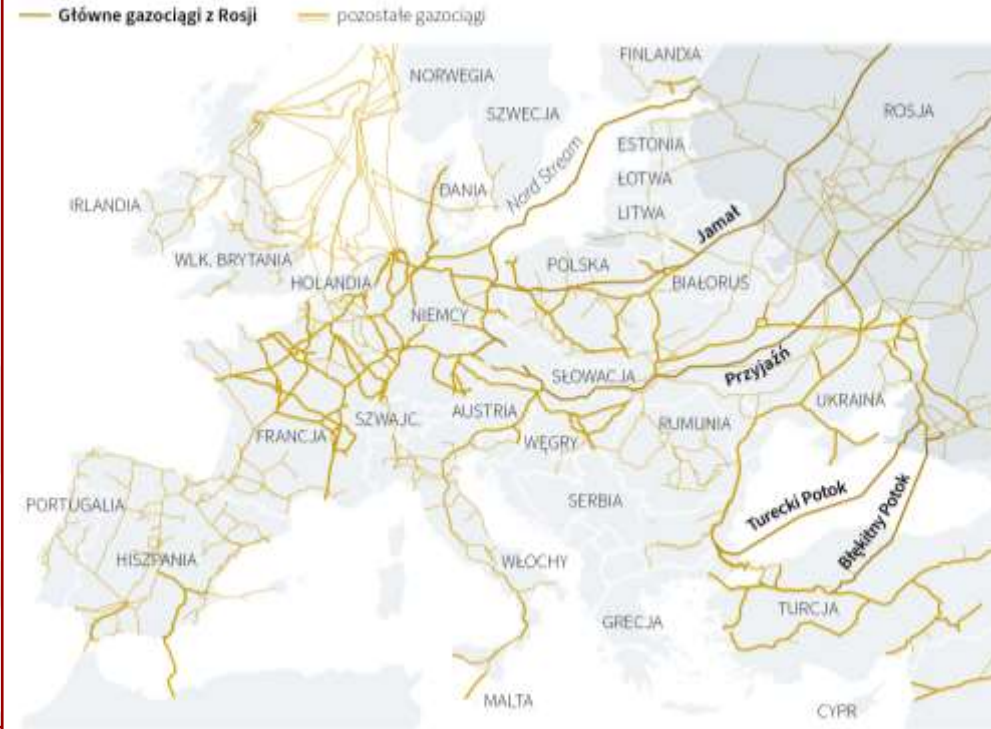 Główne gazociągi z Rosji
pozostałe gazociągi
FINLANDIA
NORWEGIA
SZWECJA
ROSJA
ESTONIA
Nord Stream
ŁOTWA
DANIA
IRLANDIA
LITWA
Jamał
WLK. BRYTANIA
POLSKA
HOLANDIA
BIAŁORUŚ
NIEMCY
Przyjaźń
SŁOWACJA
UKRAINA
AUSTRIA
SZWAJC.
RUMUNIA
FRANCJA
WĘGRY
PORTUGALIA
SERBIA
Turecki Potok
Błękitny Potok
HISZPANIA
WŁOCHY
TURCJA
GRECJA
MALTA
CYPR